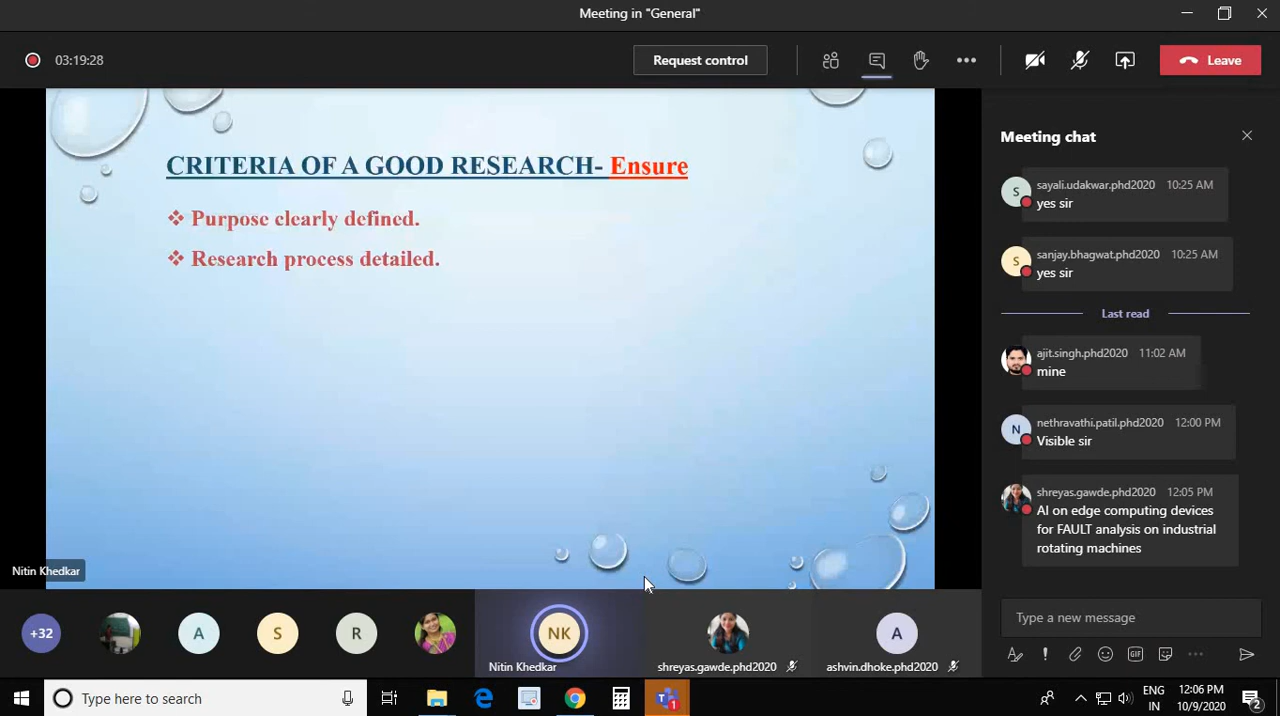 Meeting in "General"
03:19:28
Request control
Leave
CRITERIA OF A GOOD RESEARCH- Ensure
❖ Purpose clearly defined.
❖ Research process detailed.
Nitin Khedkar
Meeting chat
S
sayali.udakwar.phd2020 10:25 AM
yes sir
S
sanjay.bhagwat.phd2020 10:25 AM
yes sir
Last read
ajit.singh.phd2020 11:02 AM
mine
N
nethravathi.patil.phd2020 12:00 PM
Visible sir
shreyas.gawde.phd2020 12:05 PM
AI on edge computing devices
for FAULT analysis on industrial
rotating machines
Type a new message
GIF
+32
A
S
R
NK
Nitin Khedkar
shreyas.gawde.phd2020
A
ashvin.dhoke.phd2020
Type here to search
1
ENG
IN
12:06 PM
10/9/2020
2